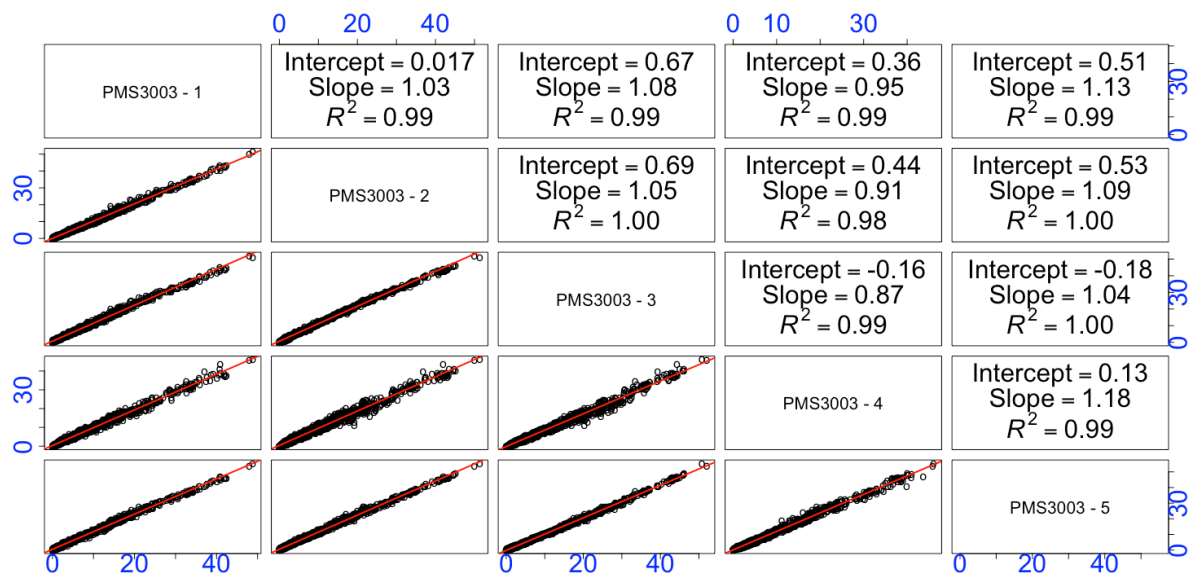 0 20 40 0 10 30
PMS3003 - 1
Intercept = 0.017
Slope = 1.03
R² = 0.99
Intercept = 0.67
Slope = 1.08
R² = 0.99
Intercept = 0.36
Slope = 0.95
R² = 0.99
Intercept = 0.51
Slope = 1.13
R² = 0.99
0 30
0 30
PMS3003 - 2
Intercept = 0.69
Slope = 1.05
R² = 1.00
Intercept = 0.44
Slope = 0.91
R² = 0.98
Intercept = 0.53
Slope = 1.09
R² = 1.00
PMS3003 - 3
Intercept = -0.16
Slope = 0.87
R² = 0.99
Intercept = -0.18
Slope = 1.04
R² = 1.00
0 30
0 30
PMS3003 - 4
Intercept = 0.13
Slope = 1.18
R² = 0.99
PMS3003 - 5
0 30
0 20 40 0 20 40 0 20 40